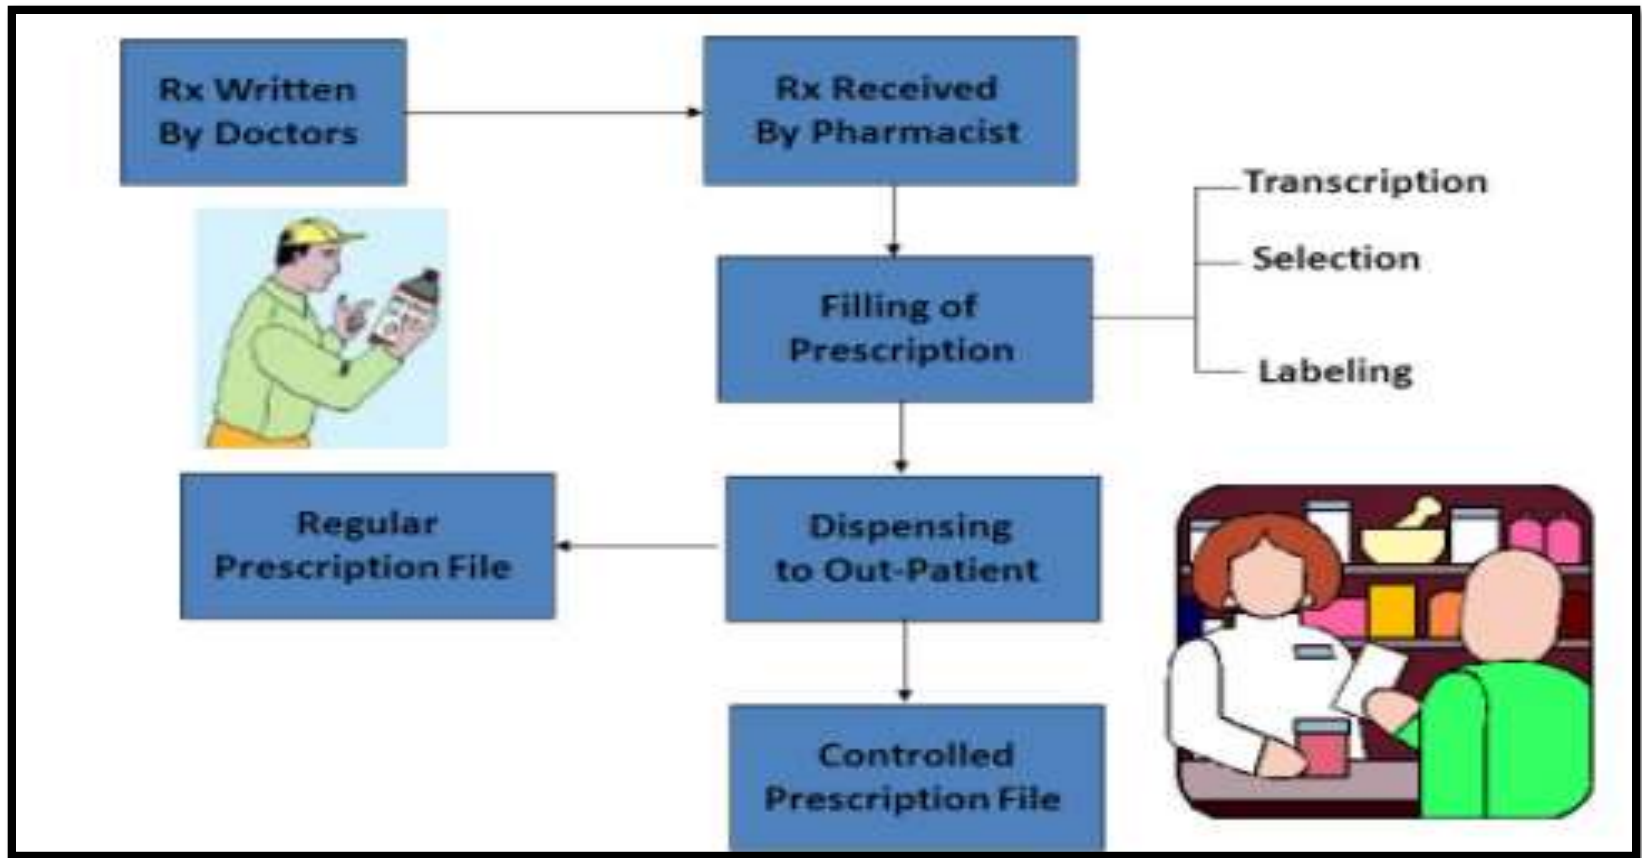 Rx Written
By Doctors
Rx Received
By Pharmacist
Transcription
Selection
Labeling
Filling of
Prescription
Regular
Prescription File
Dispensing
to Out-Patient
Controlled
Prescription File